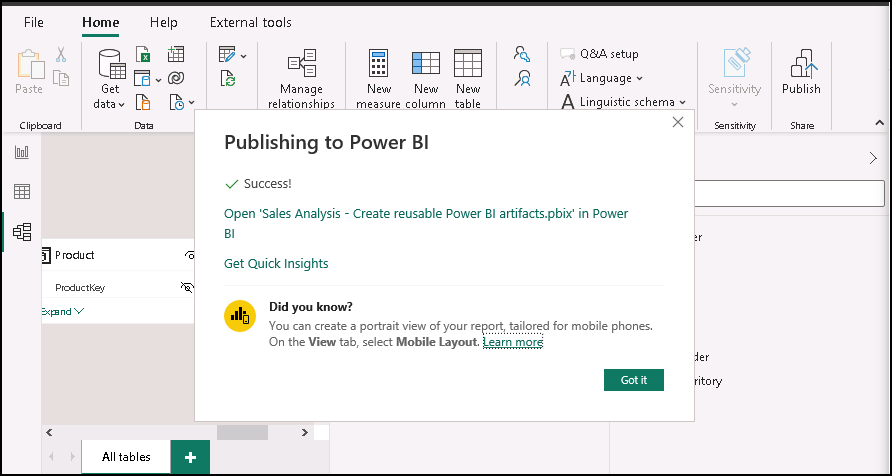 File Home Help External tools
Paste
Get data
Manage relationships
New measure
New column
New table
Q&A setup
Language
Linguistic schema
Sensitivity
Publish
Clipboard
Data
Sensitivity
Share
Publishing to Power BI
Success!
Open 'Sales Analysis - Create reusable Power BI artifacts.pbix' in Power
BI
Get Quick Insights
Did you know?
You can create a portrait view of your report, tailored for mobile phones.
On the View tab, select Mobile Layout. Learn more
Got it
Product
ProductKey
Expand
All tables